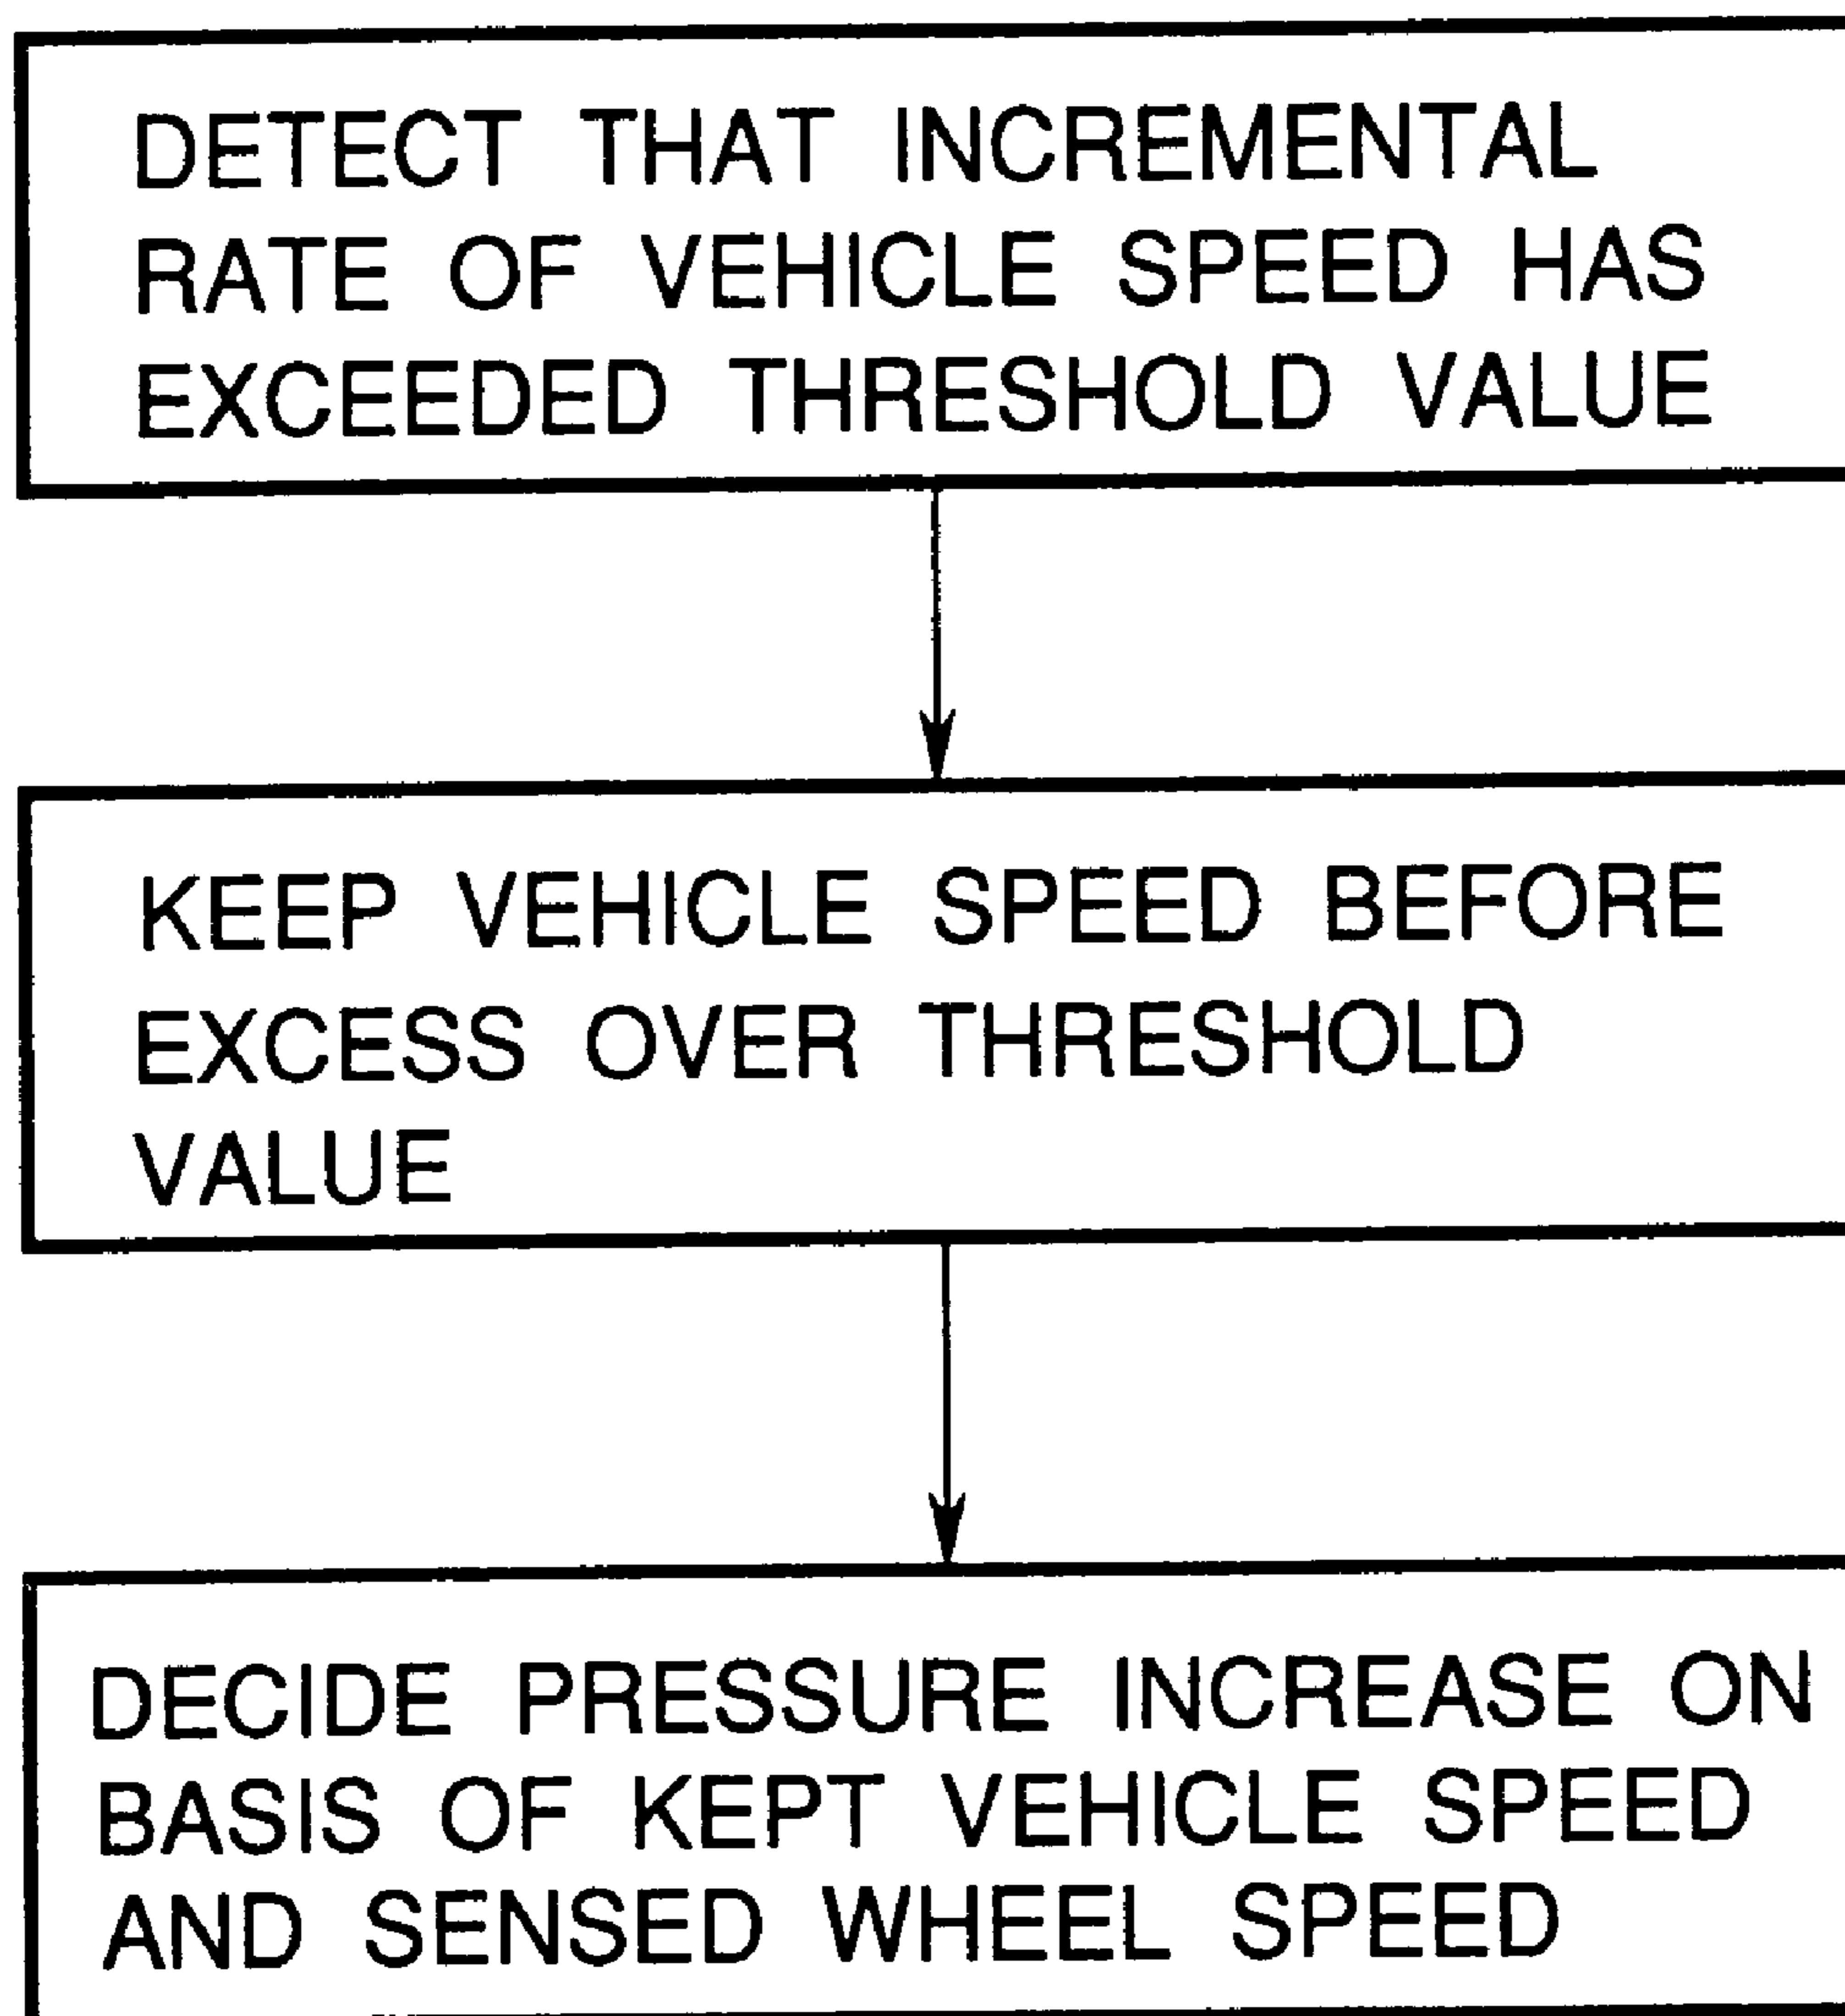 DETECT THAT INCREMENTAL
RATE OF VEHICLE SPEED HAS
EXCEEDED THRESHOLD VALUE
KEEP VEHICLE SPEED BEFORE
EXCESS OVER THRESHOLD
VALUE
DECIDE PRESSURE INCREASE ON
BASIS OF KEPT VEHICLE SPEED
AND SENSED WHEEL SPEED